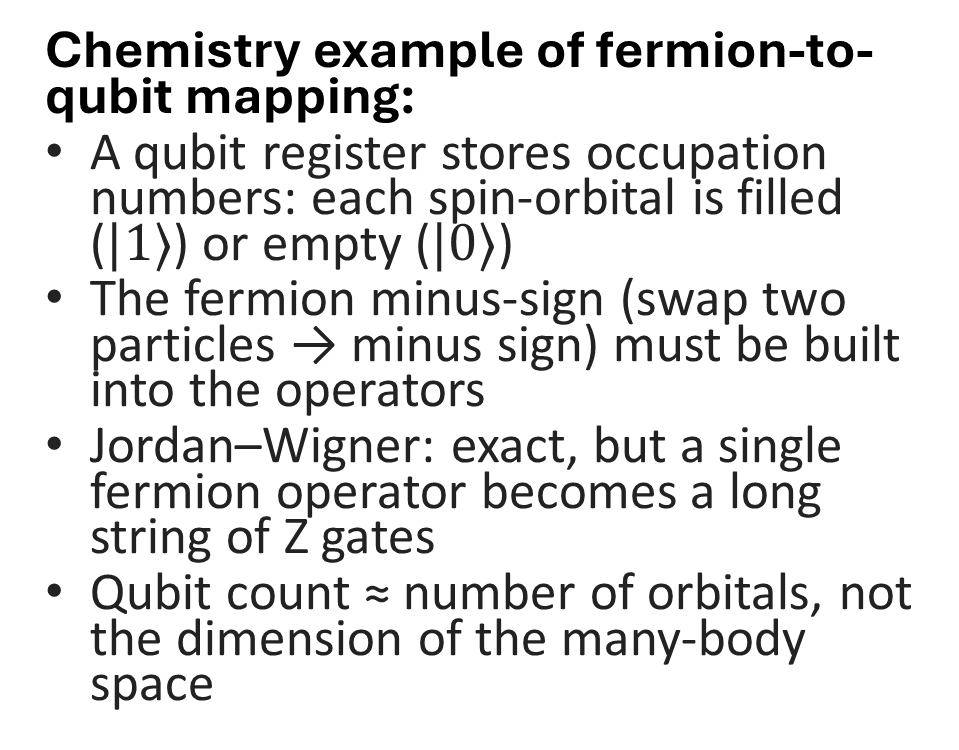 Chemistry example of fermion-to-
qubit mapping:
• A qubit register stores occupation
numbers: each spin-orbital is filled
(|1⟩) or empty (|0⟩)
• The fermion minus-sign (swap two
particles → minus sign) must be built
into the operators
• Jordan–Wigner: exact, but a single
fermion operator becomes a long
string of Z gates
• Qubit count ≈ number of orbitals, not
the dimension of the many-body
space